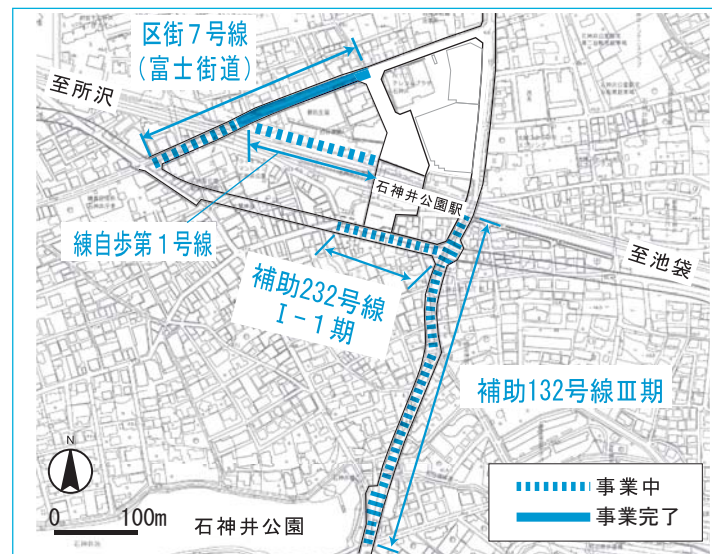 区街7号線
(富士街道)
至所沢
石神井公園駅
練自歩第1号線
至池袋
補助232号線
Ⅰ-1期
補助132号線Ⅲ期
N
0 100m
石神井公園
事業中
事業完了